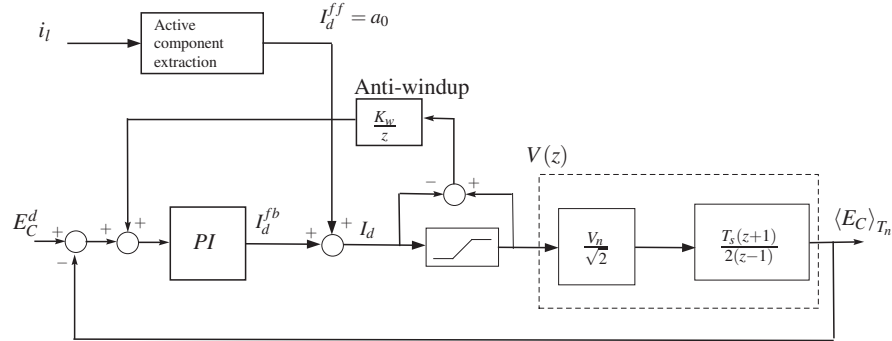 i_l
Active
component
extraction
I_d^{ff} = a_0
Anti-windup
K_w
z
V(z)
− +
+ + + +
E_C^d + + + PI I_d^{fb} + I_d
V_n
√2
T_s(z+1)
2(z−1)
⟨E_C⟩_{T_n}
−